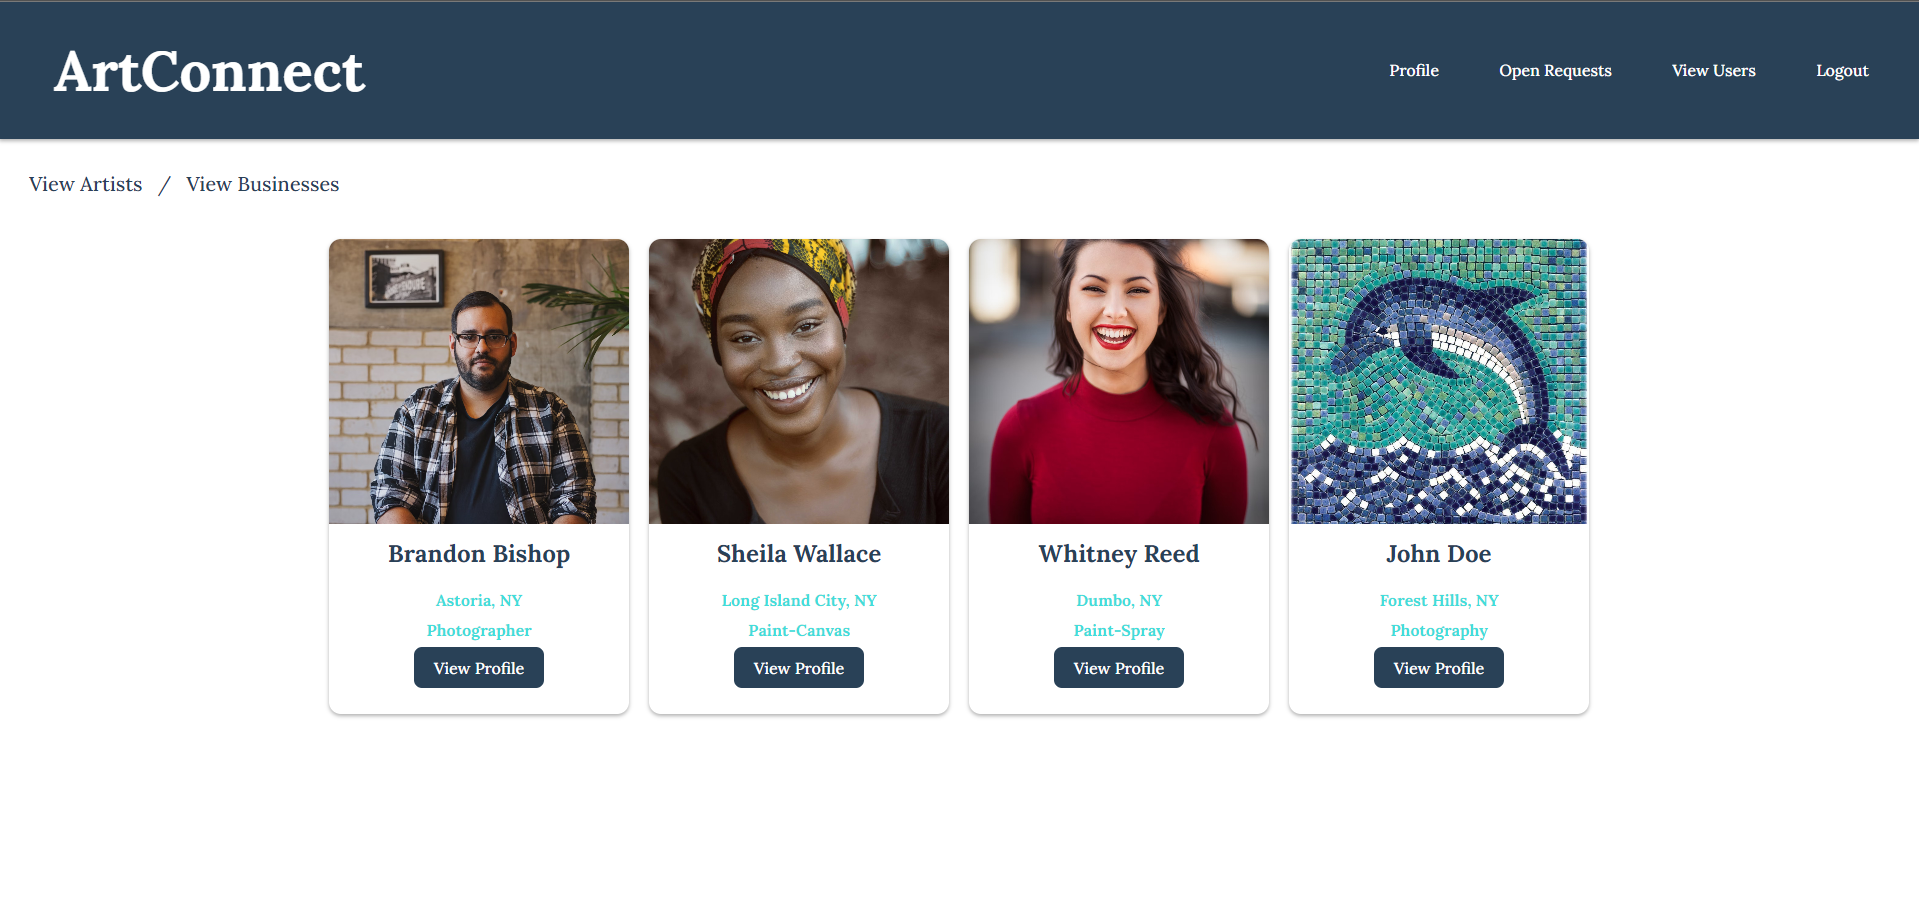 ArtConnect
Profile Open Requests View Users Logout
View Artists / View Businesses
Brandon Bishop
Astoria, NY
Photographer
View Profile
Sheila Wallace
Long Island City, NY
Paint-Canvas
View Profile
Whitney Reed
Dumbo, NY
Paint-Spray
View Profile
John Doe
Forest Hills, NY
Photography
View Profile